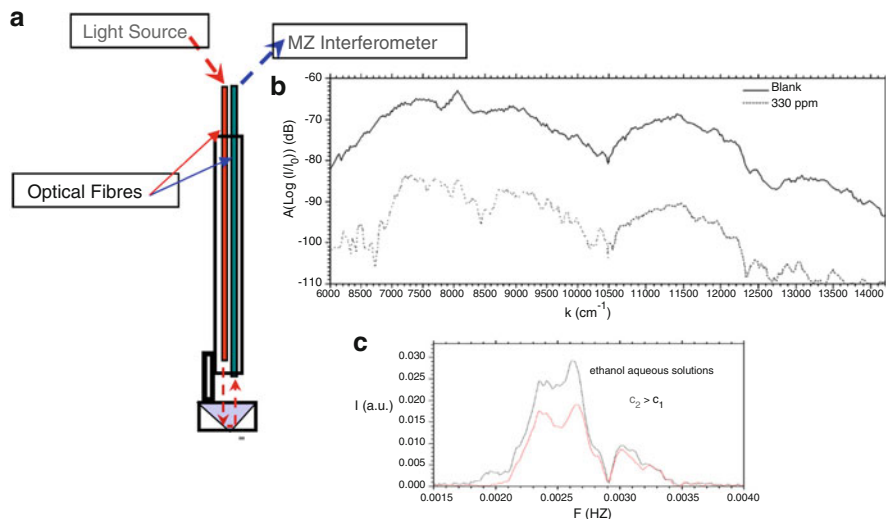 a
Light Source
MZ Interferometer
Optical Fibres
b
Blank
330 ppm
A(Log (I/I0)) (dB)
-60
-70
-80
-90
-100
-110
6000 7000 7500 8000 8500 9000 9500 10000 10500 11000 11500 12000 12500 13000 14000
k (cm-1)
c
ethanol aqueous solutions
c2 > c1
I (a.u.)
0.030
0.025
0.020
0.015
0.010
0.005
0.000
0.0015 0.0020 0.0025 0.0030 0.0035 0.0040
F (HZ)